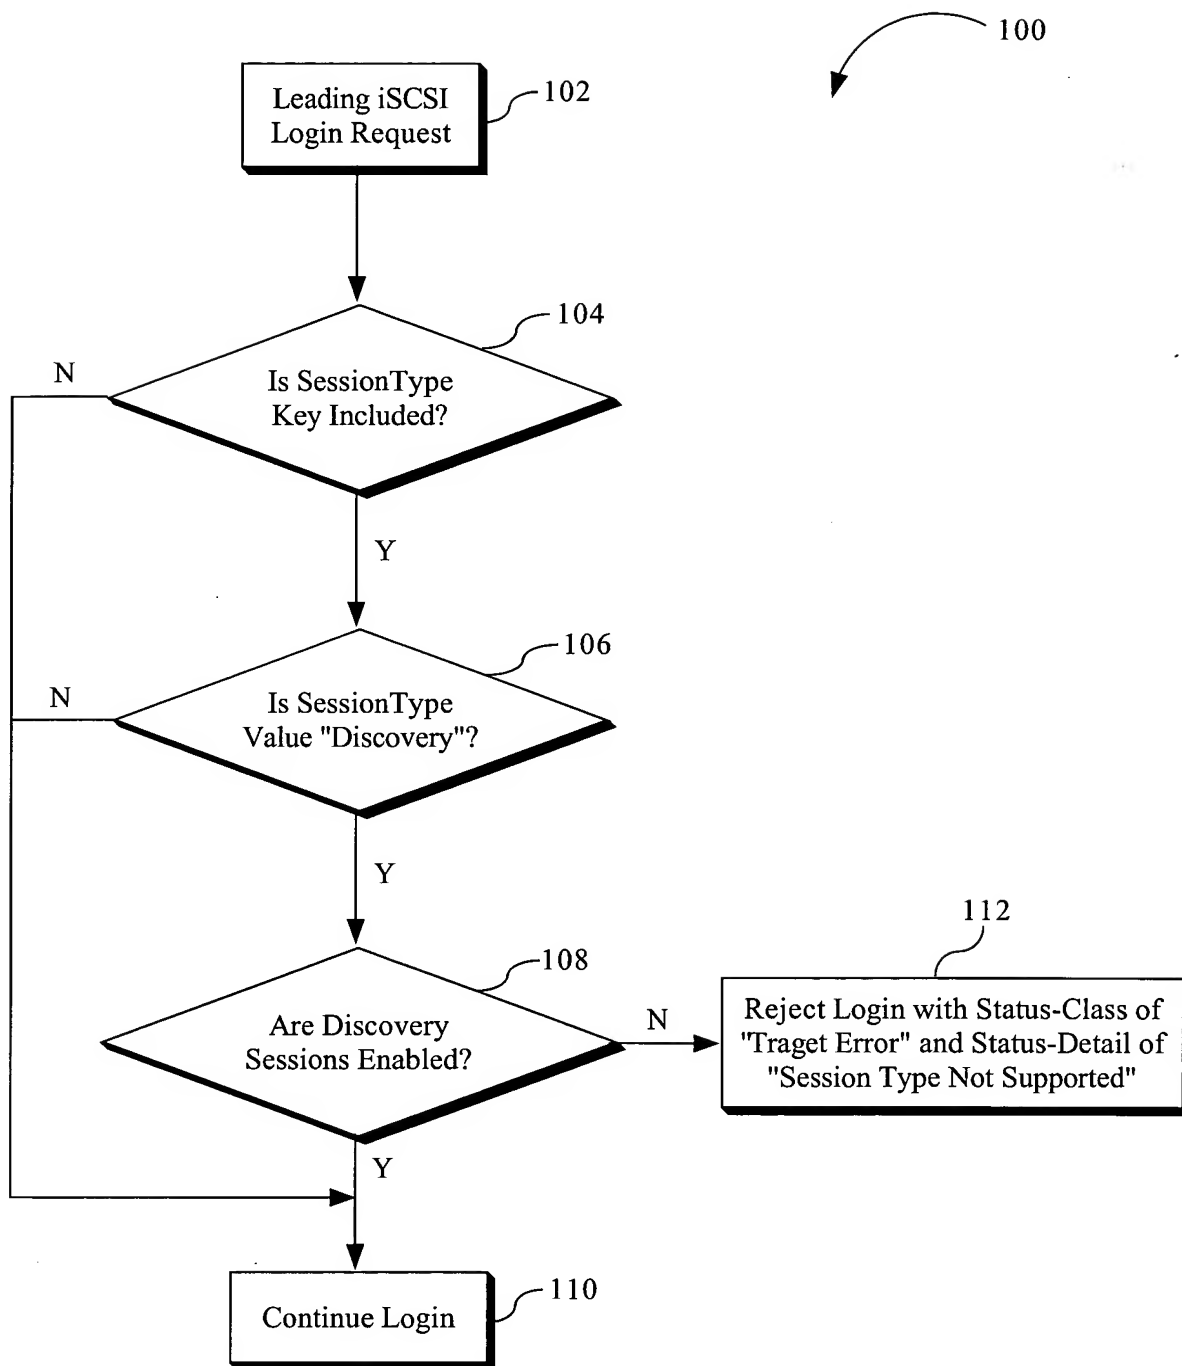 100
Leading iSCSI
Login Request
102
104
Is SessionType
Key Included?
N
Y
106
Is SessionType
Value "Discovery"?
N
Y
108
Are Discovery
Sessions Enabled?
N
112
Reject Login with Status-Class of
"Traget Error" and Status-Detail of
"Session Type Not Supported"
Y
Continue Login
110